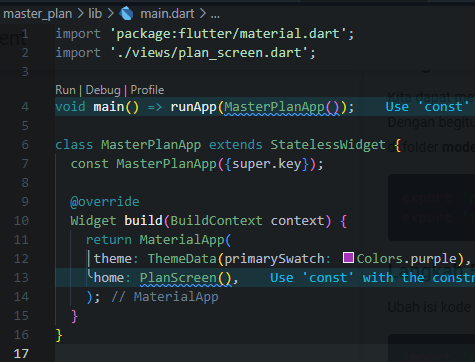 master_plan > lib > main.dart > ...
1 import 'package:flutter/material.dart';
2 import './views/plan_screen.dart';
3
Run | Debug | Profile
4 void main() => runApp(MasterPlanApp()); Use 'const'
5
6 class MasterPlanApp extends StatelessWidget {
7 const MasterPlanApp({super.key});
8
9 @override
10 Widget build(BuildContext context) {
11 return MaterialApp(
12 theme: ThemeData(primarySwatch: Colors.purple),
13 home: PlanScreen(), Use 'const' with the constr
14 ); // MaterialApp
15 }
16 }
17
Dengan begitu
folder mode
Ubah isi kode